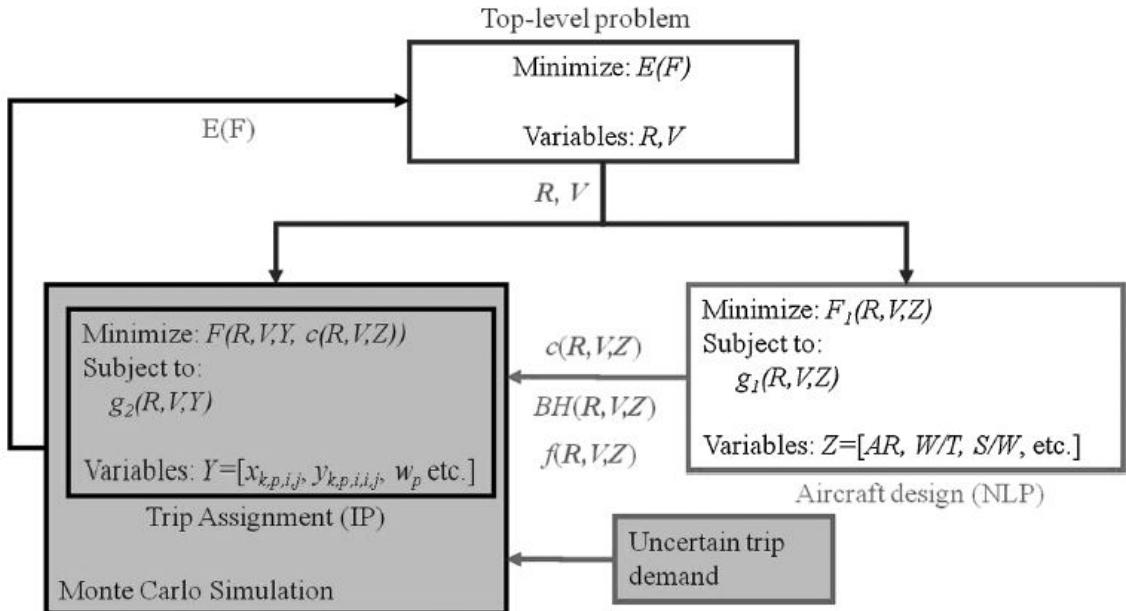 Top-level problem
Minimize: E(F)
Variables: R,V
E(F)
R, V
Minimize: F(R,V,Y, c(R,V,Z))
Subject to:
g2(R,V,Y)
Variables: Y=[xk,p,i,j, yk,p,i,i,j, wp etc.]
Trip Assignment (IP)
Monte Carlo Simulation
c(R,V,Z)
BH(R,V,Z)
f(R,V,Z)
Minimize: F1(R,V,Z)
Subject to:
g1(R,V,Z)
Variables: Z=[AR, W/T, S/W, etc.]
Aircraft design (NLP)
Uncertain trip
demand